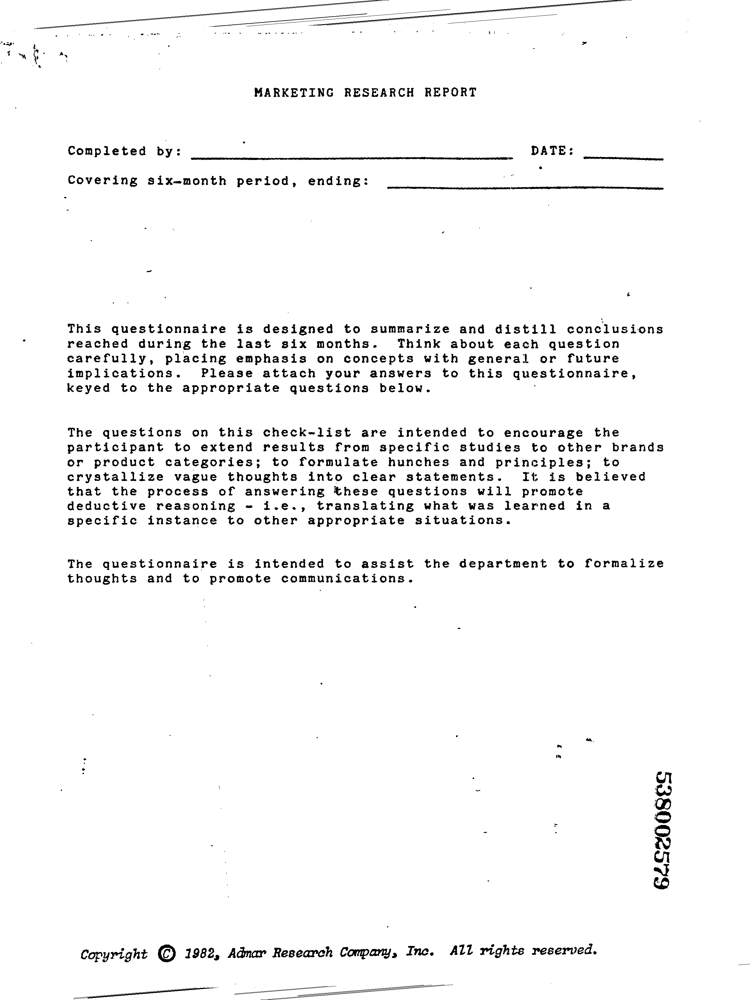 MARKETING RESEARCH REPORT
Completed by: DATE:
Covering six-month period, ending:
This questionnaire is designed to summarize and distill conclusions
reached during the last six months. Think about each question
carefully, placing emphasis on concepts with general or future
implications. Please attach your answers to this questionnaire,
keyed to the appropriate questions below.
The questions on this check-list are intended to encourage the
participant to extend results from specific studies to other brands
or product categories; to formulate hunches and principles; to
crystallize vague thoughts into clear statements. It is believed
that the process of answering these questions will promote
deductive reasoning - i.e., translating what was learned in a
specific instance to other appropriate situations.
The questionnaire is intended to assist the department to formalize
thoughts and to promote communications.
538002579
Copyright © 1982, Admar Research Company, Inc. All rights reserved.